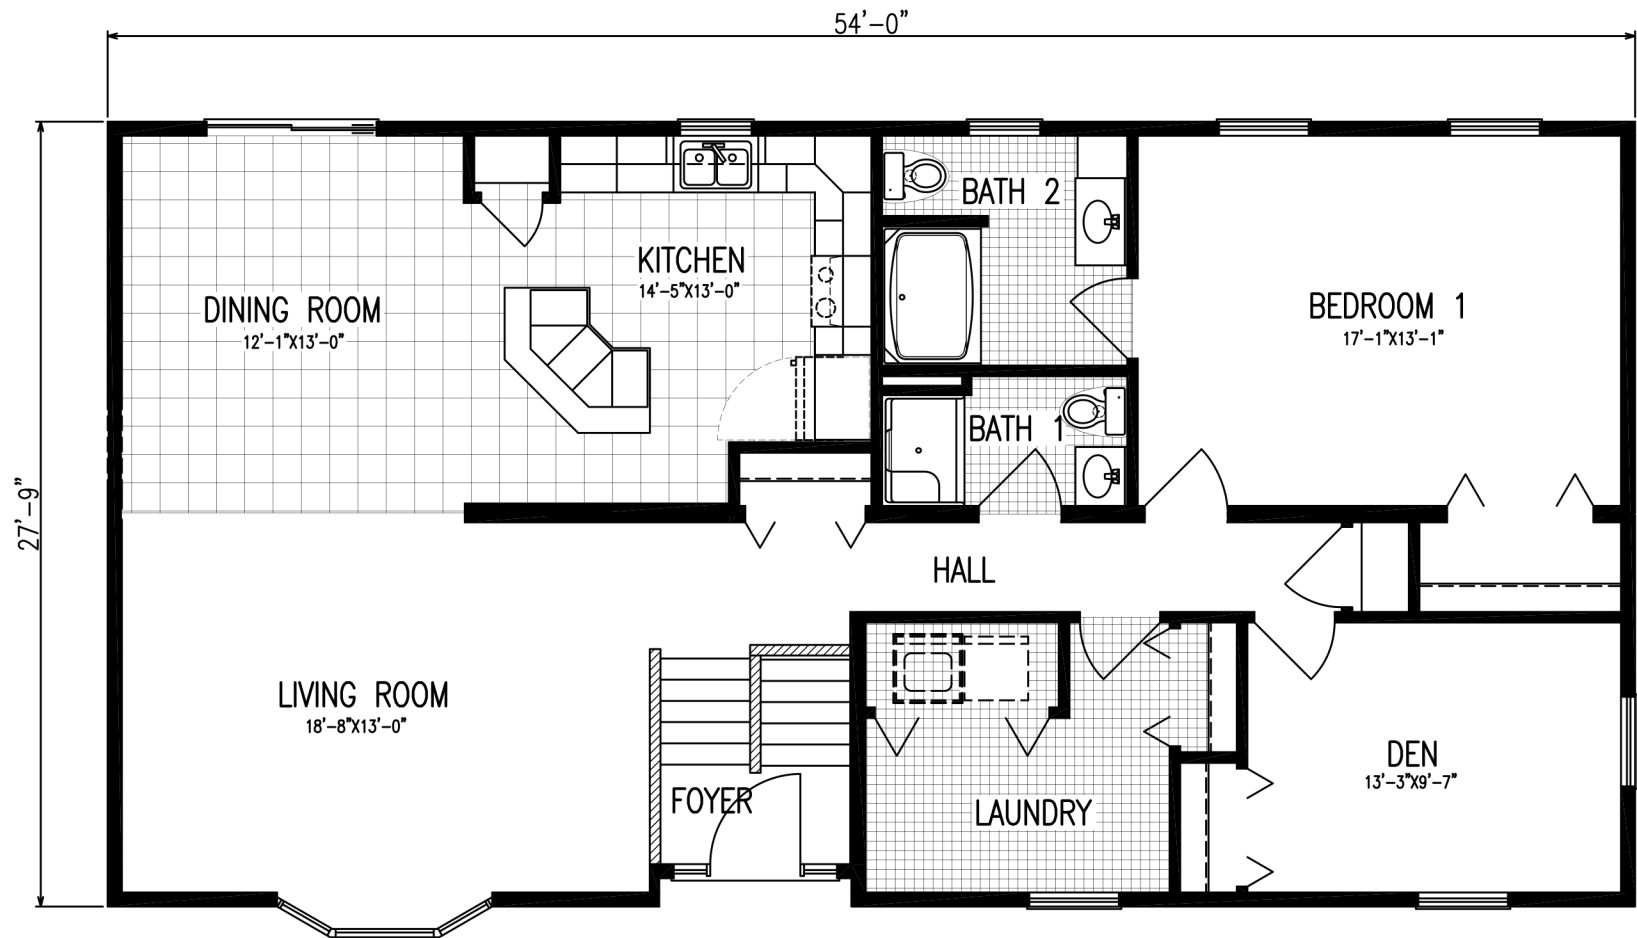 54'-0"
27'-9"
BATH 2
KITCHEN
14'-5"X13'-0"
DINING ROOM
12'-1"X13'-0"
BEDROOM 1
17'-1"X13'-1"
BATH 1
HALL
LIVING ROOM
18'-8"X13'-0"
DEN
13'-3"X9'-7"
FOYER
LAUNDRY